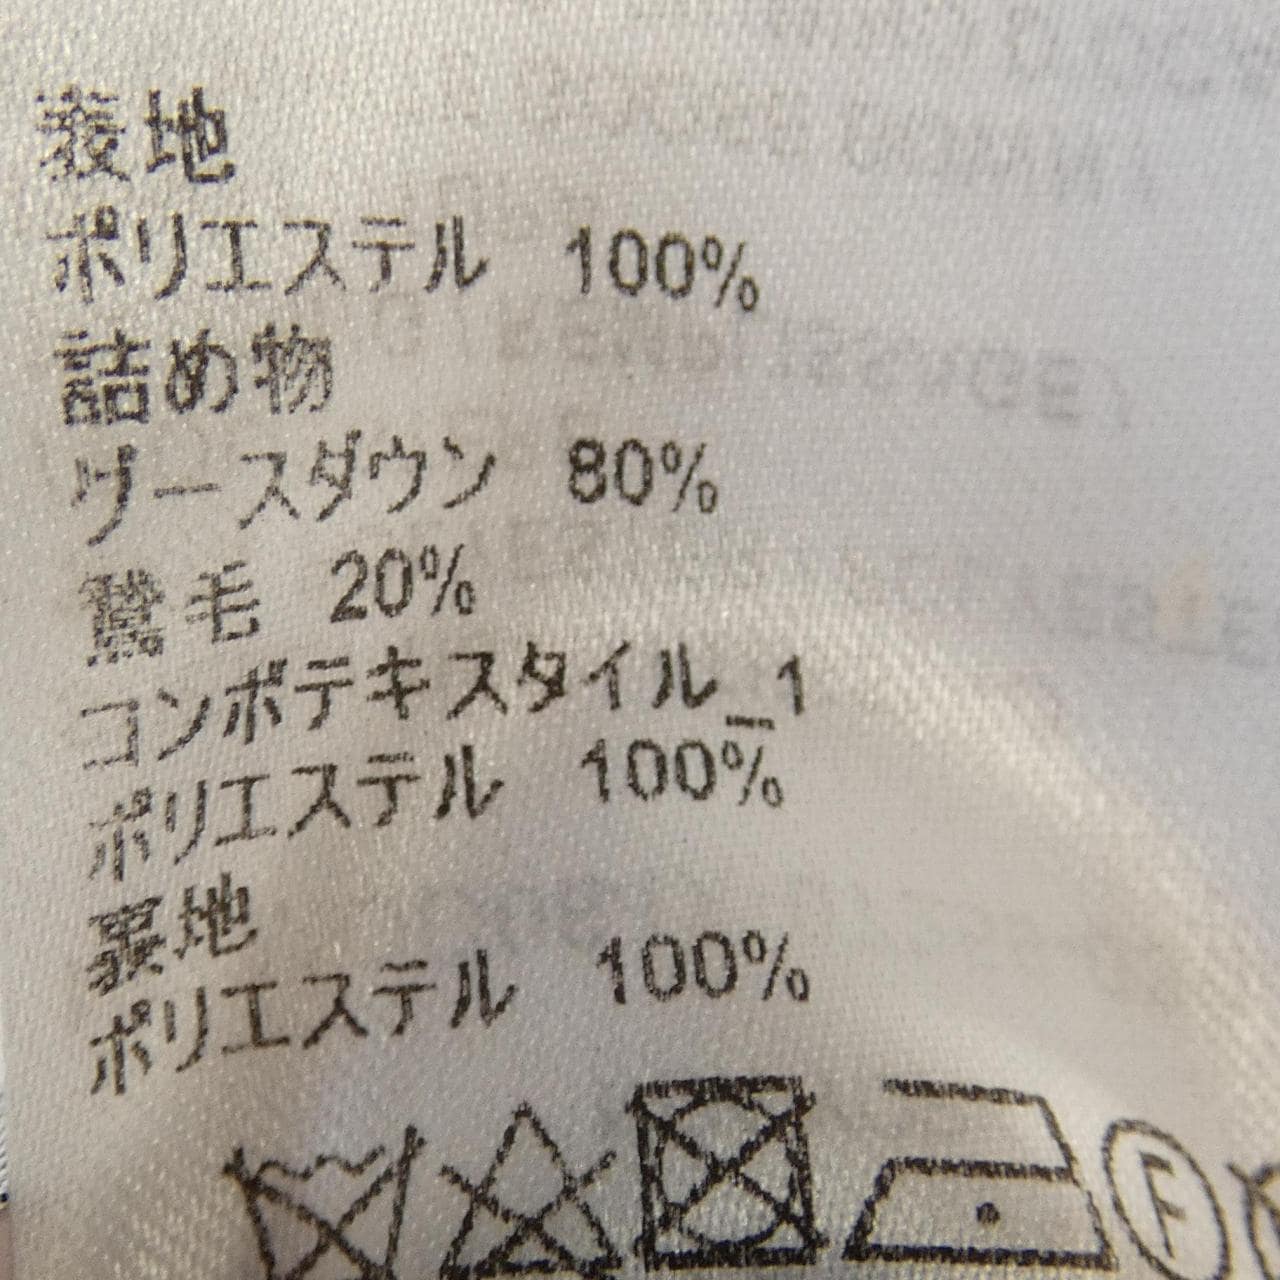 表地
ポリエステル 100%
詰め物
グースダウン 80%
鵞毛 20%
コンポテキスタイル_1
ポリエステル 100%
裏地
ポリエステル 100%
F